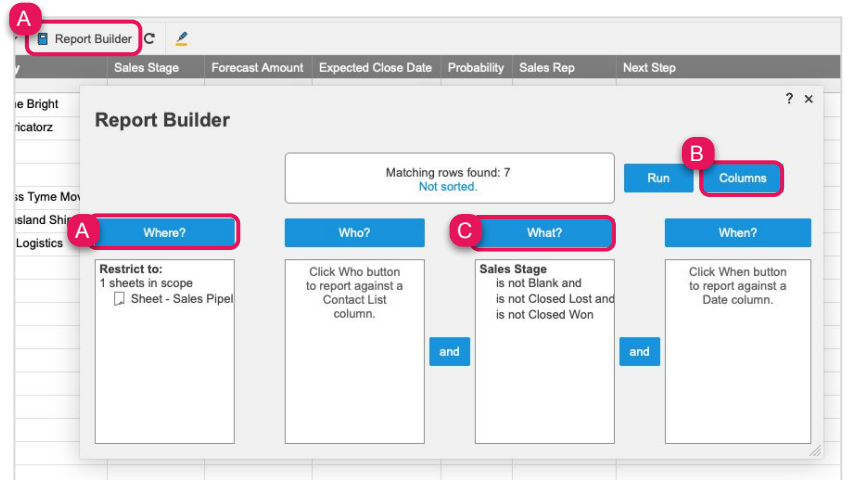 A
Report Builder
y Sales Stage Forecast Amount Expected Close Date Probability Sales Rep Next Step
e Bright
ricatorz
ss Tyme Mov
sland Ship
Logistics
? ×
Report Builder
Matching rows found: 7
Not sorted.
Run
B
Columns
A
Where?
Who?
C
What?
When?
Restrict to:
1 sheets in scope
Sheet - Sales Pipel
Click Who button
to report against a
Contact List
column.
and
Sales Stage
is not Blank and
is not Closed Lost and
is not Closed Won
and
Click When button
to report against a
Date column.